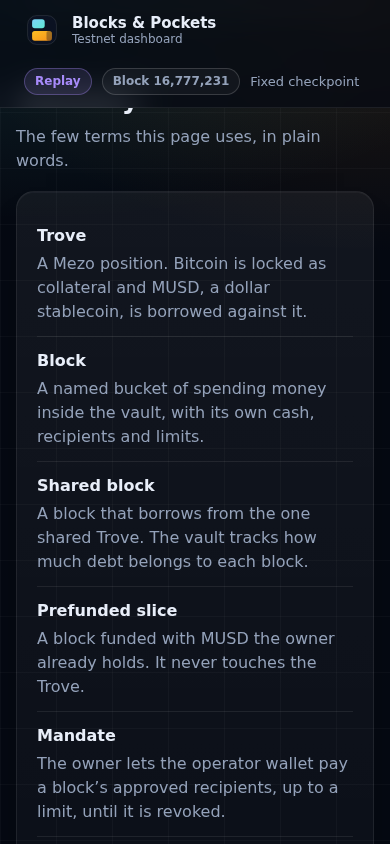 Blocks & Pockets
Testnet dashboard
Replay
Block 16,777,231
Fixed checkpoint
The few terms this page uses, in plain
words.
Trove
A Mezo position. Bitcoin is locked as
collateral and MUSD, a dollar
stablecoin, is borrowed against it.
Block
A named bucket of spending money
inside the vault, with its own cash,
recipients and limits.
Shared block
A block that borrows from the one
shared Trove. The vault tracks how
much debt belongs to each block.
Prefunded slice
A block funded with MUSD the owner
already holds. It never touches the
Trove.
Mandate
The owner lets the operator wallet pay
a block’s approved recipients, up to a
limit, until it is revoked.